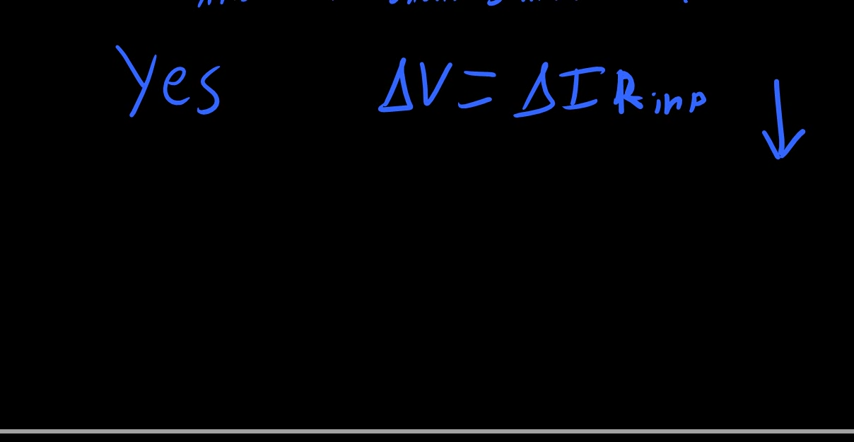 Yes ΔV = ΔI Rinp ↓